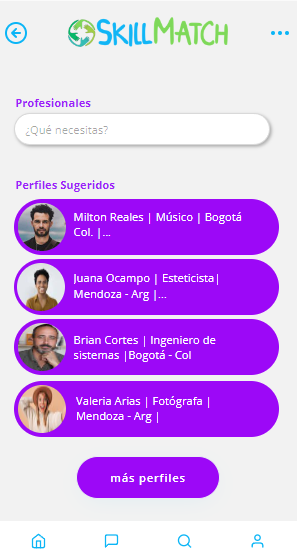 SKILLMATCH
Profesionales
¿Qué necesitas?
Perfiles Sugeridos
Milton Reales | Músico | Bogotá
Col. |...
Juana Ocampo | Esteticista|
Mendoza - Arg |...
Brian Cortes | Ingeniero de
sistemas |Bogotá - Col
Valeria Arias | Fotógrafa |
Mendoza - Arg |
más perfiles